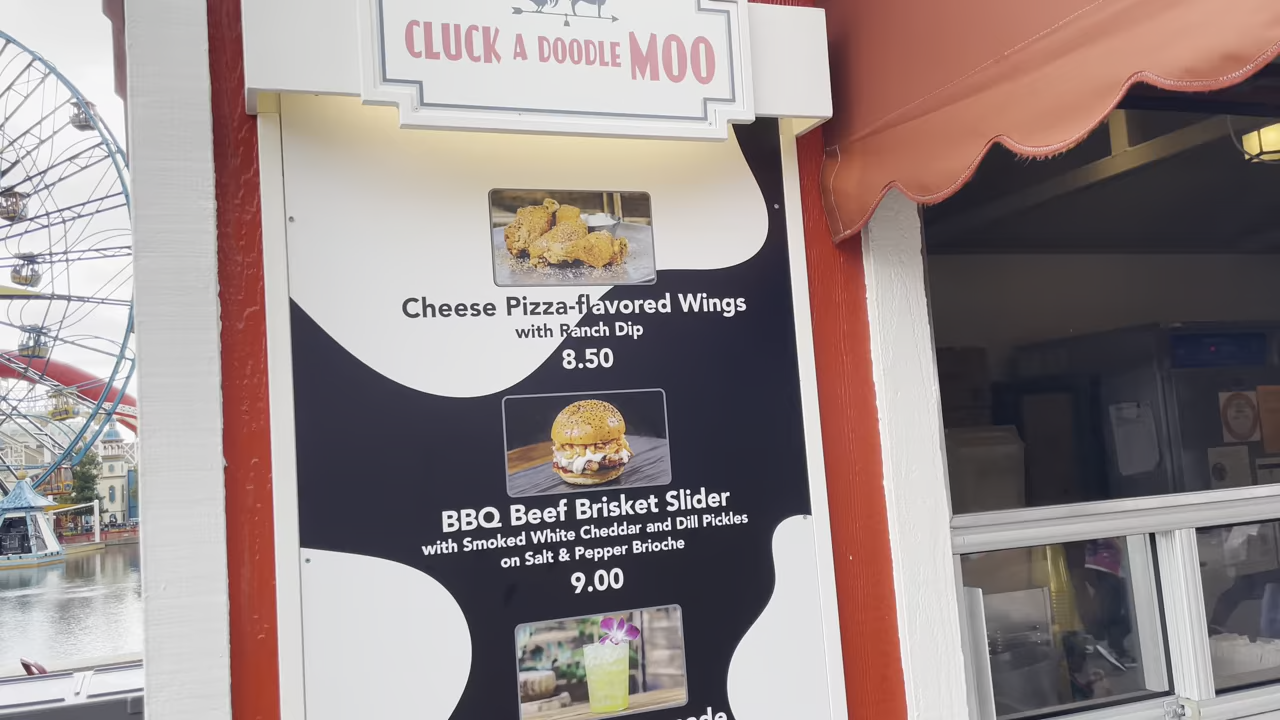 CLUCK A DOODLE MOO
Cheese Pizza-flavored Wings
with Ranch Dip
8.50
BBQ Beef Brisket Slider
with Smoked White Cheddar and Dill Pickles
on Salt & Pepper Brioche
9.00